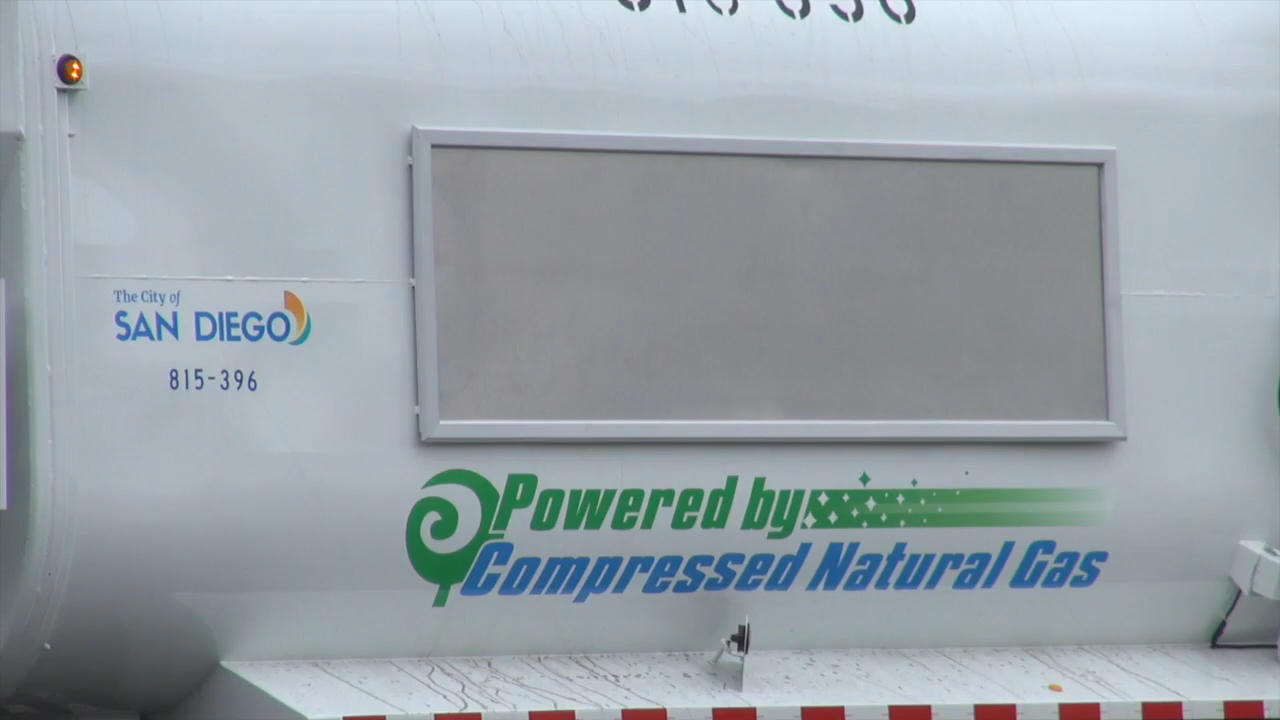 The City of
SAN DIEGO
815-396
Powered by
Compressed Natural Gas